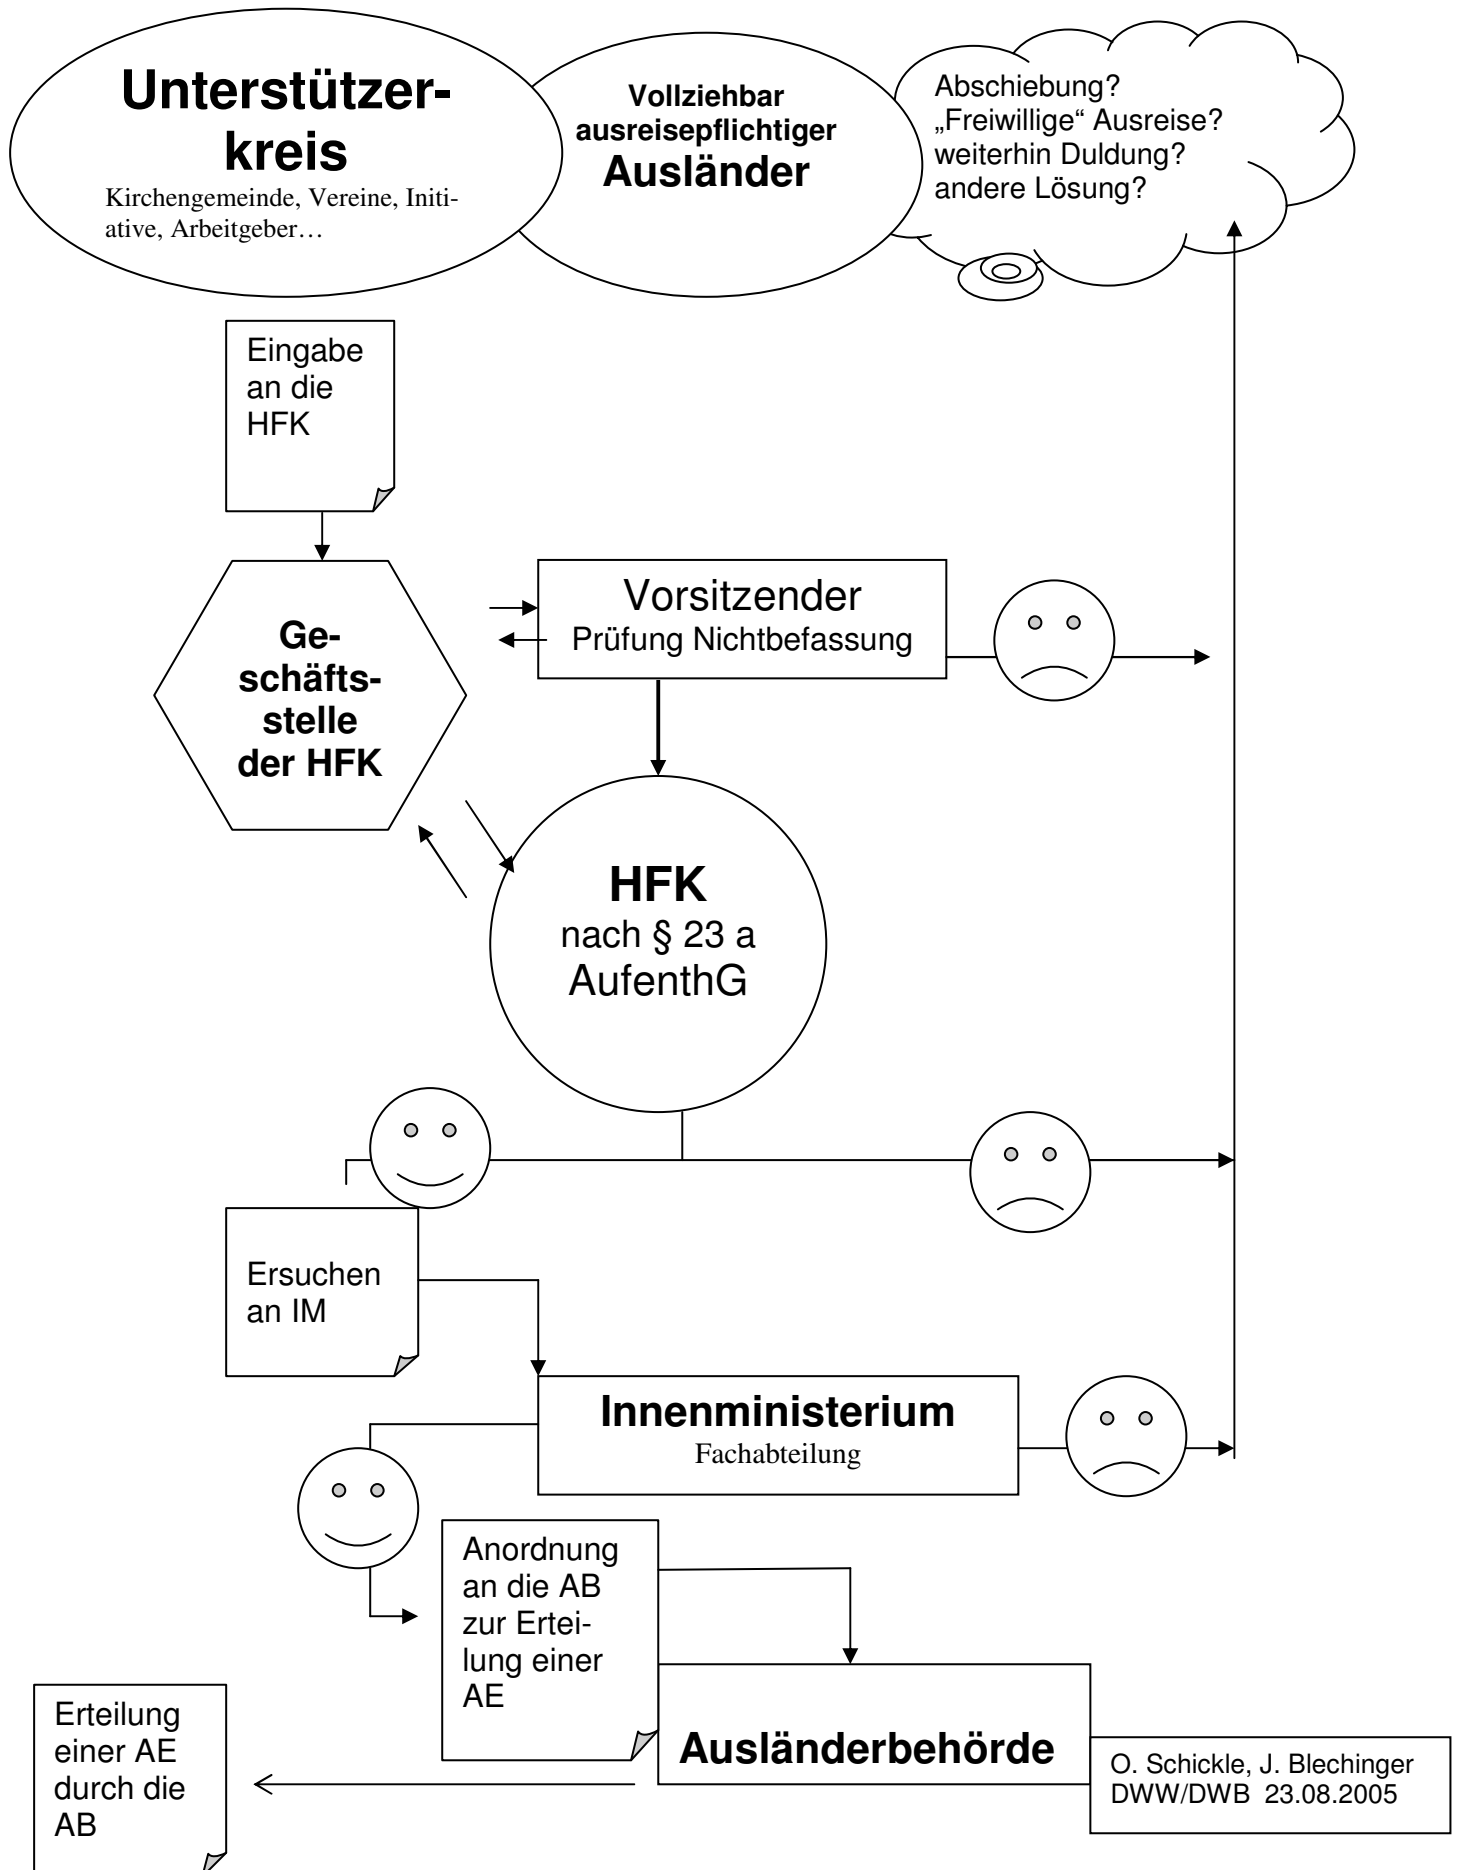 Unterstützer-
kreis
Kirchengemeinde, Vereine, Initi-
ative, Arbeitgeber…
Vollziehbar
ausreisepflichtiger
Ausländer
Abschiebung?
„Freiwillige“ Ausreise?
weiterhin Duldung?
andere Lösung?
Eingabe
an die
HFK
Ge-
schäfts-
stelle
der HFK
Vorsitzender
Prüfung Nichtbefassung
HFK
nach § 23 a
AufenthG
Ersuchen
an IM
Innenministerium
Fachabteilung
Anordnung
an die AB
zur Ertei-
lung einer
AE
Ausländerbehörde
Erteilung
einer AE
durch die
AB
O. Schickle, J. Blechinger
DWW/DWB 23.08.2005